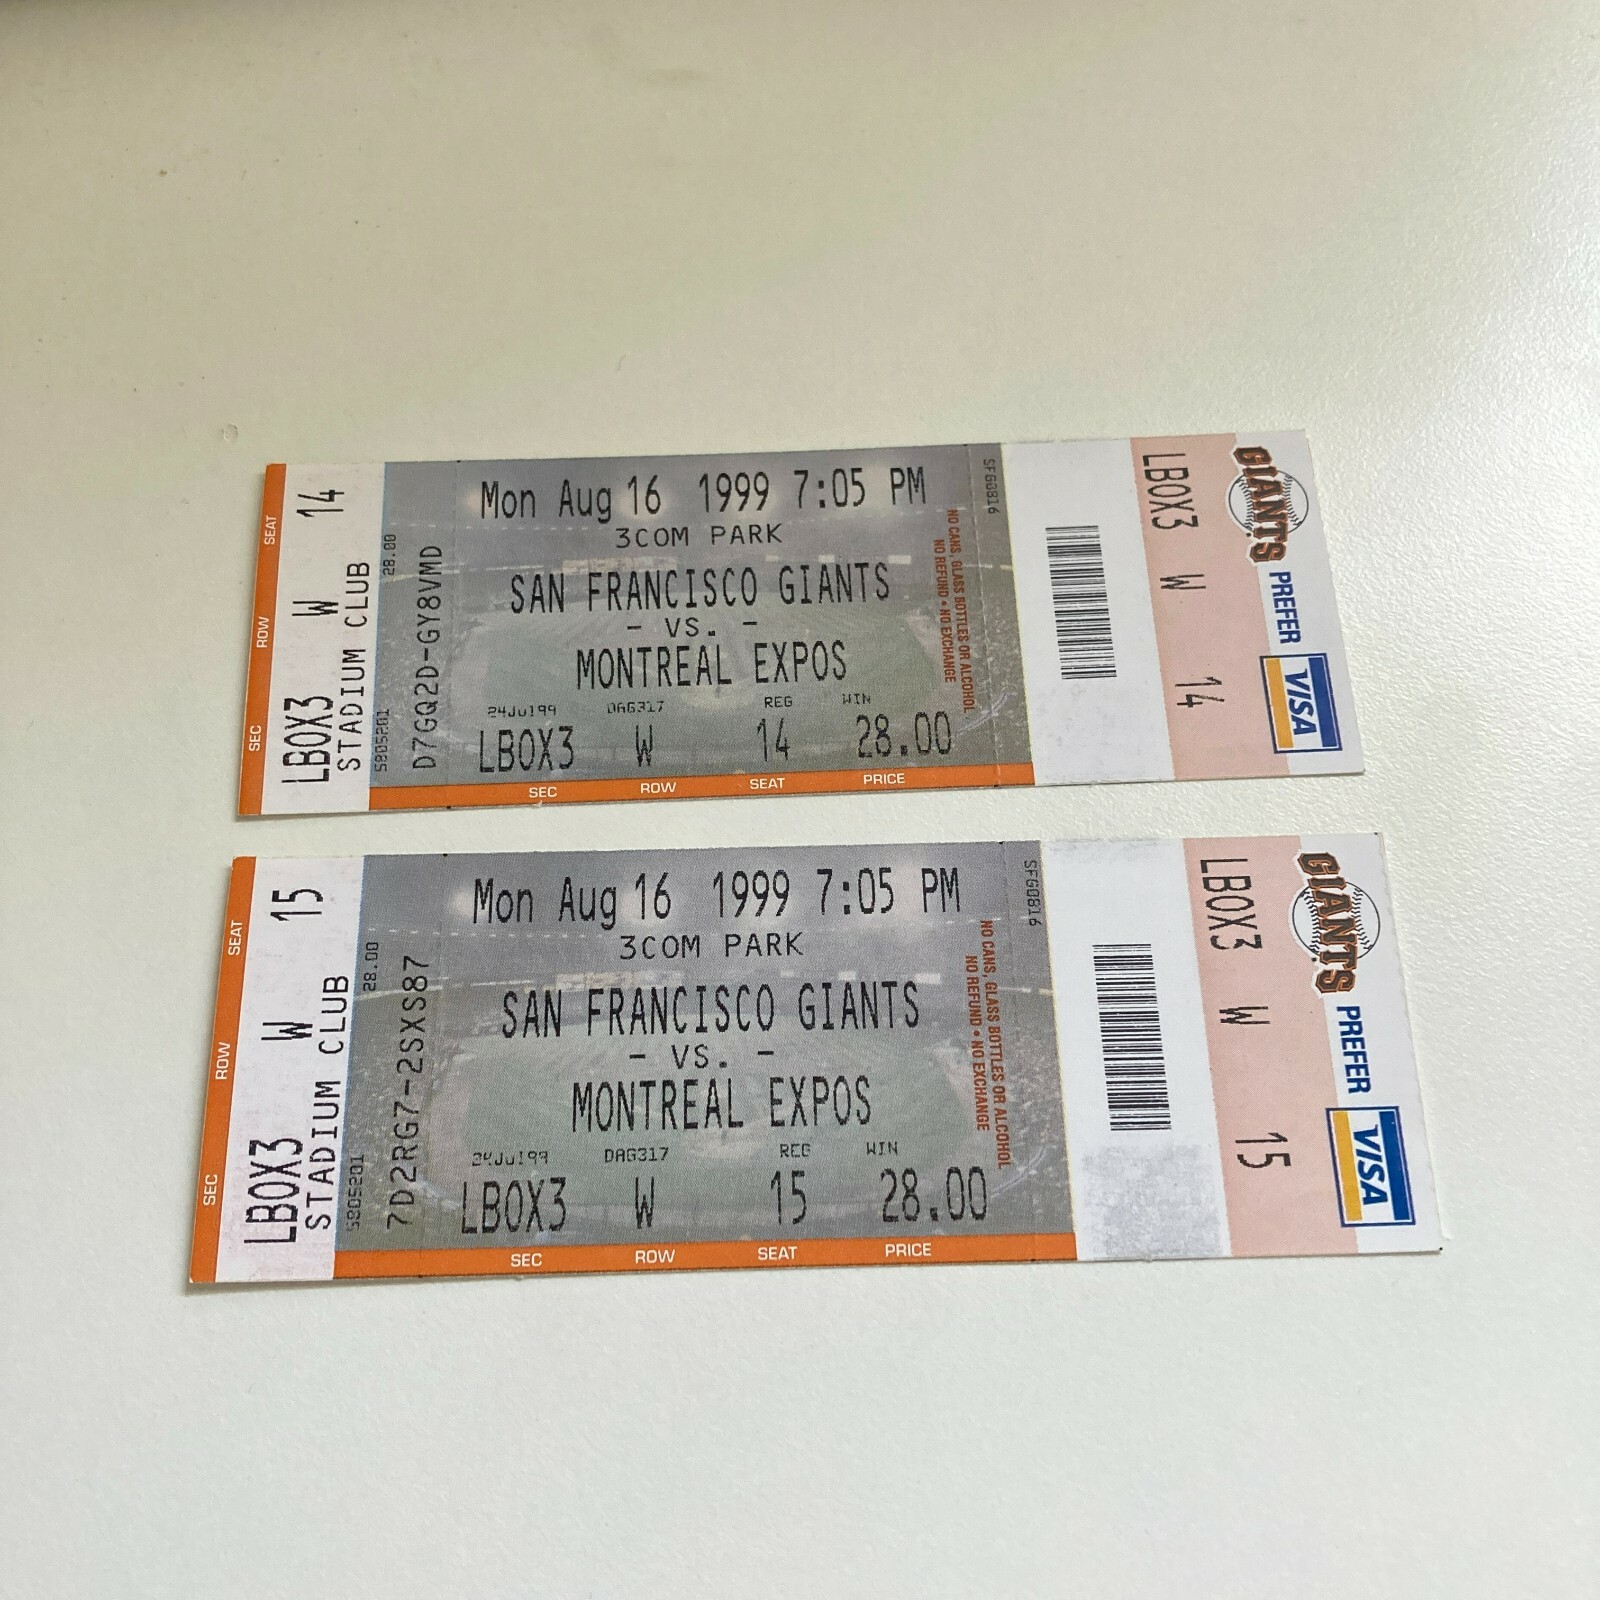 SEC ROW SEAT
LBOX3 W 14
STADIUM CLUB
5805201 28.00
D7GQ2D-GY8VMD
Mon Aug 16 1999 7:05 PM
3COM PARK
SAN FRANCISCO GIANTS
- VS. -
MONTREAL EXPOS
24JUl99 DAG317 REG WIN
LBOX3 W 14 28.00
SEC ROW SEAT PRICE
NO CANS, GLASS BOTTLES OR ALCOHOL
NO REFUND • NO EXCHANGE
SFG0816
LBOX3 W 14
GIANTS PREFER VISA
SEC ROW SEAT
LBOX3 W 15
STADIUM CLUB
5805201 28.00
7D2RG7-2SXS87
Mon Aug 16 1999 7:05 PM
3COM PARK
SAN FRANCISCO GIANTS
- VS. -
MONTREAL EXPOS
24JUl99 DAG317 REG WIN
LBOX3 W 15 28.00
SEC ROW SEAT PRICE
NO CANS, GLASS BOTTLES OR ALCOHOL
NO REFUND • NO EXCHANGE
SFG0816
LBOX3 W 15
GIANTS PREFER VISA